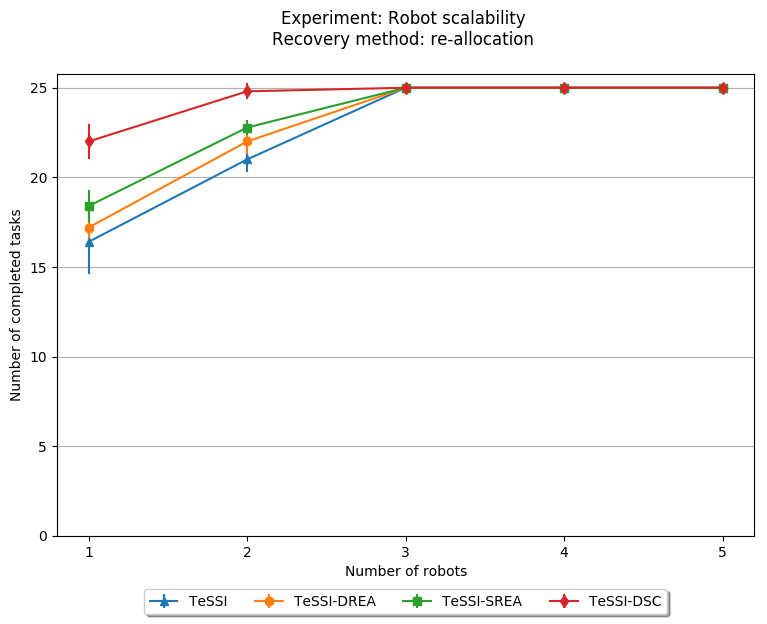 Experiment: Robot scalability
Recovery method: re-allocation
25
20
15
10
5
0
Number of completed tasks
1 2 3 4 5
Number of robots
TeSSI TeSSI-DREA TeSSI-SREA TeSSI-DSC